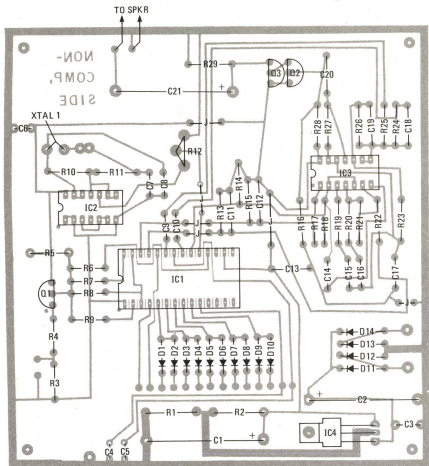 TO SPKR
NON-
COMP,
SIDE
R29
Q3
Q2
C20
C21
+
C6
XTAL 1
J
R12
R28
R27
R26
C19
R25
R24
C18
R10
R11
C7
C8
IC2
IC3
R14
R13
C11
R15
C12
C9
C10
J
J
J
R16
R17
R18
R19
R20
R21
R22
R23
R5
R6
R7
R8
R9
Q1
IC1
C13
C14
C15
C16
C17
J
R4
R3
D1
D2
D3
D4
D5
D6
D7
D8
D9
D10
D14
D13
D12
D11
R1
R2
C2
+
C1
+
C4
C5
IC4
C3